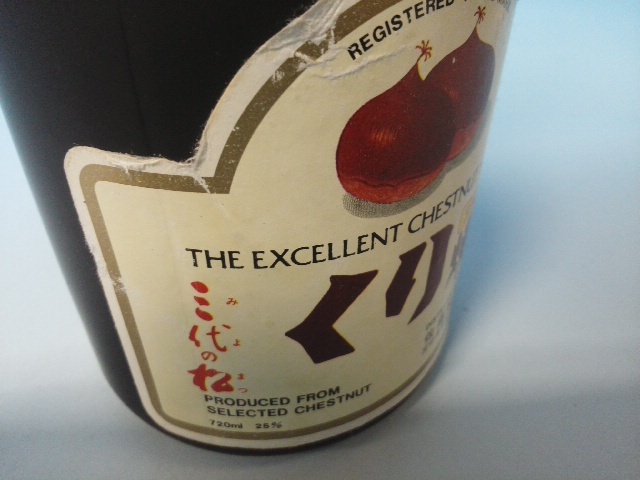 REGISTERED
THE EXCELLENT CHESTNUT
くり
三代の松
みよ
まつ
PRODUCED FROM
SELECTED CHESTNUT
720ml 25%